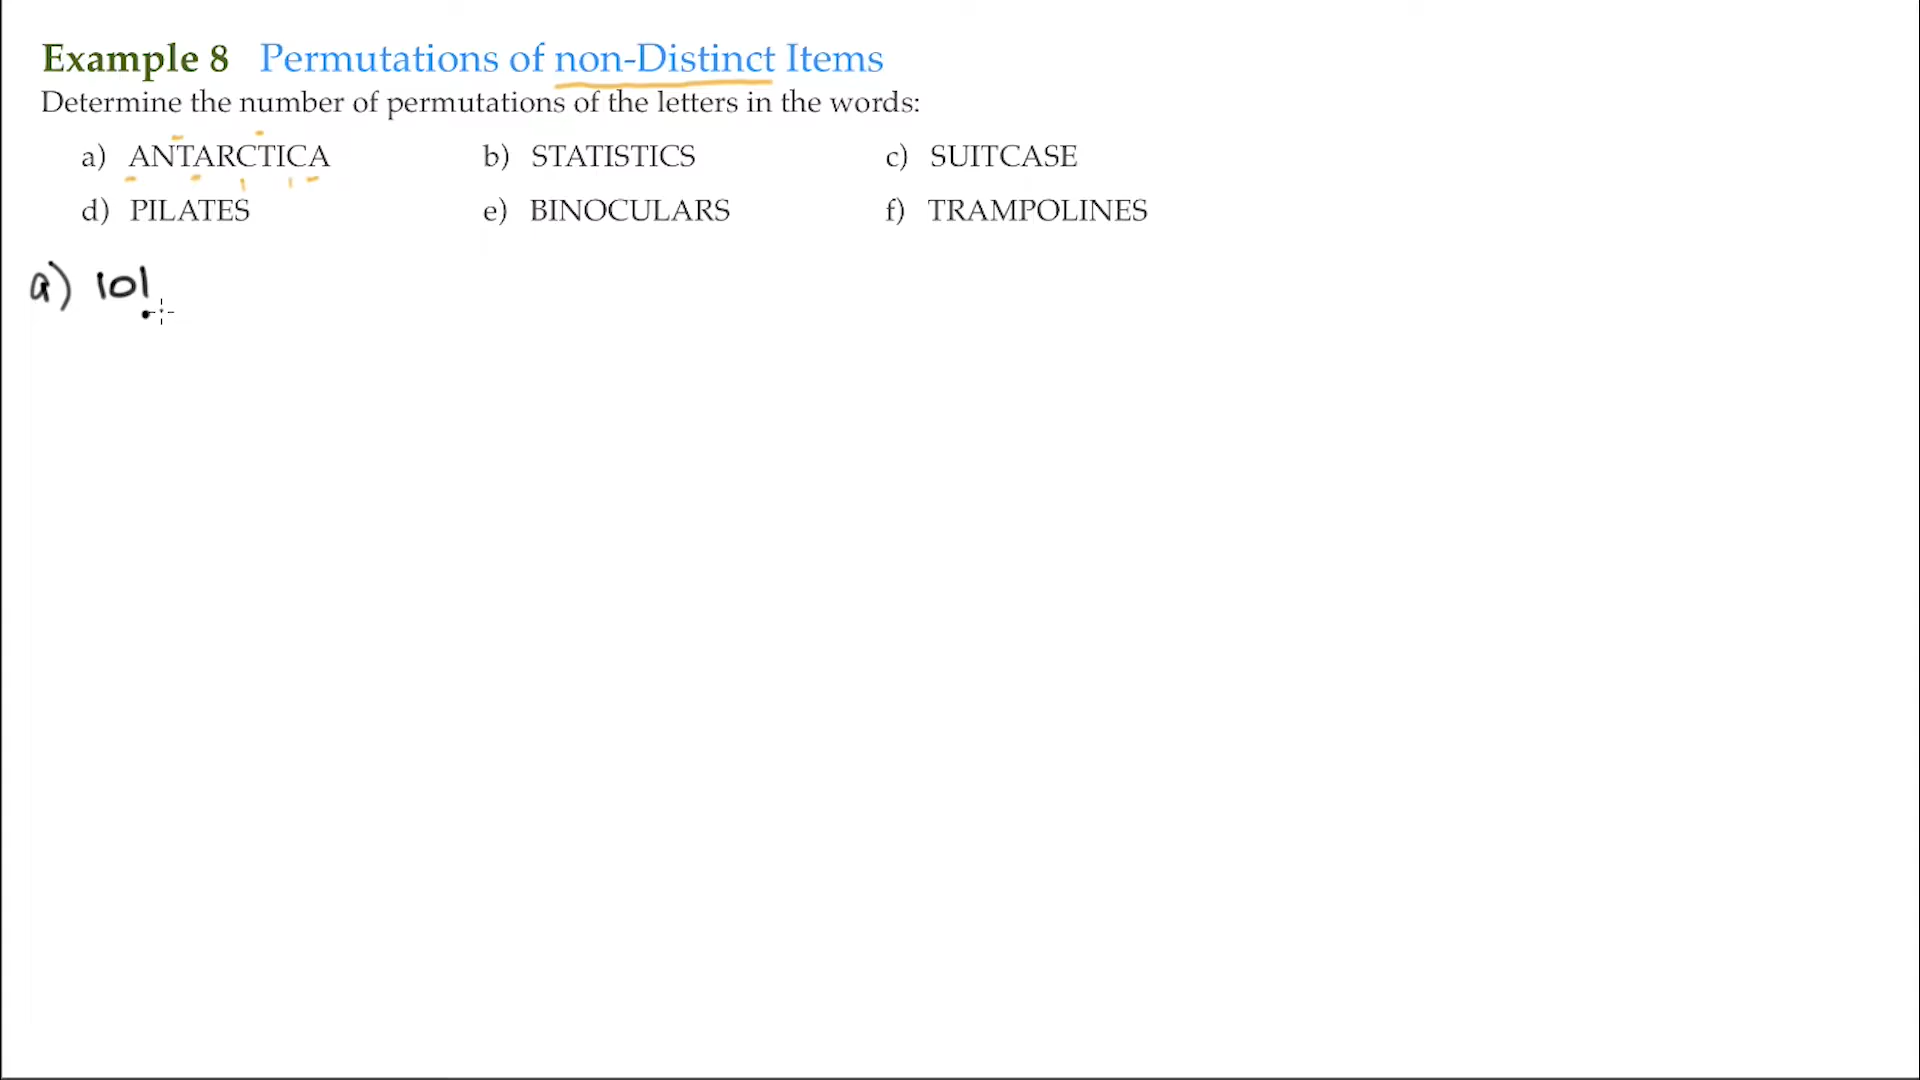 Example 8 Permutations of non-Distinct Items
Determine the number of permutations of the letters in the words:
a) ANTARCTICA b) STATISTICS c) SUITCASE
d) PILATES e) BINOCULARS f) TRAMPOLINES
a) 10!